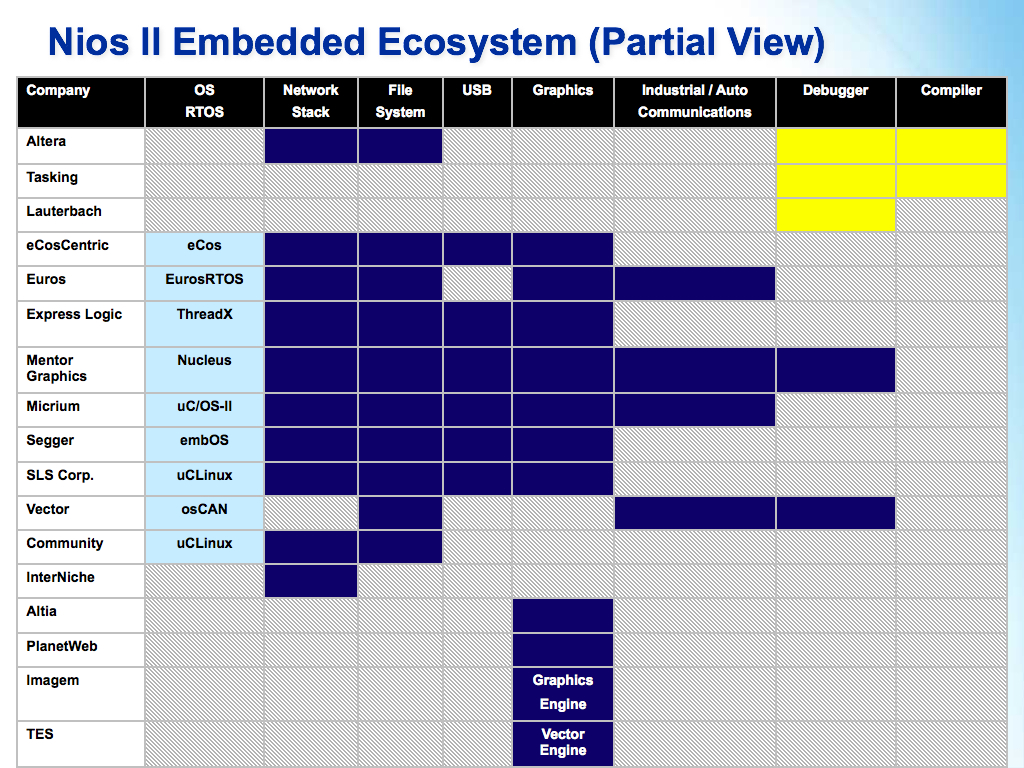 Nios II Embedded Ecosystem (Partial View)
Company OS RTOS Network Stack File System USB Graphics Industrial / Auto Communications Debugger Compiler
Altera
Tasking
Lauterbach
eCosCentric eCos
Euros EurosRTOS
Express Logic ThreadX
Mentor Graphics Nucleus
Micrium uC/OS-II
Segger embOS
SLS Corp. uCLinux
Vector osCAN
Community uCLinux
InterNiche
Altia
PlanetWeb
Imagem Graphics Engine
TES Vector Engine